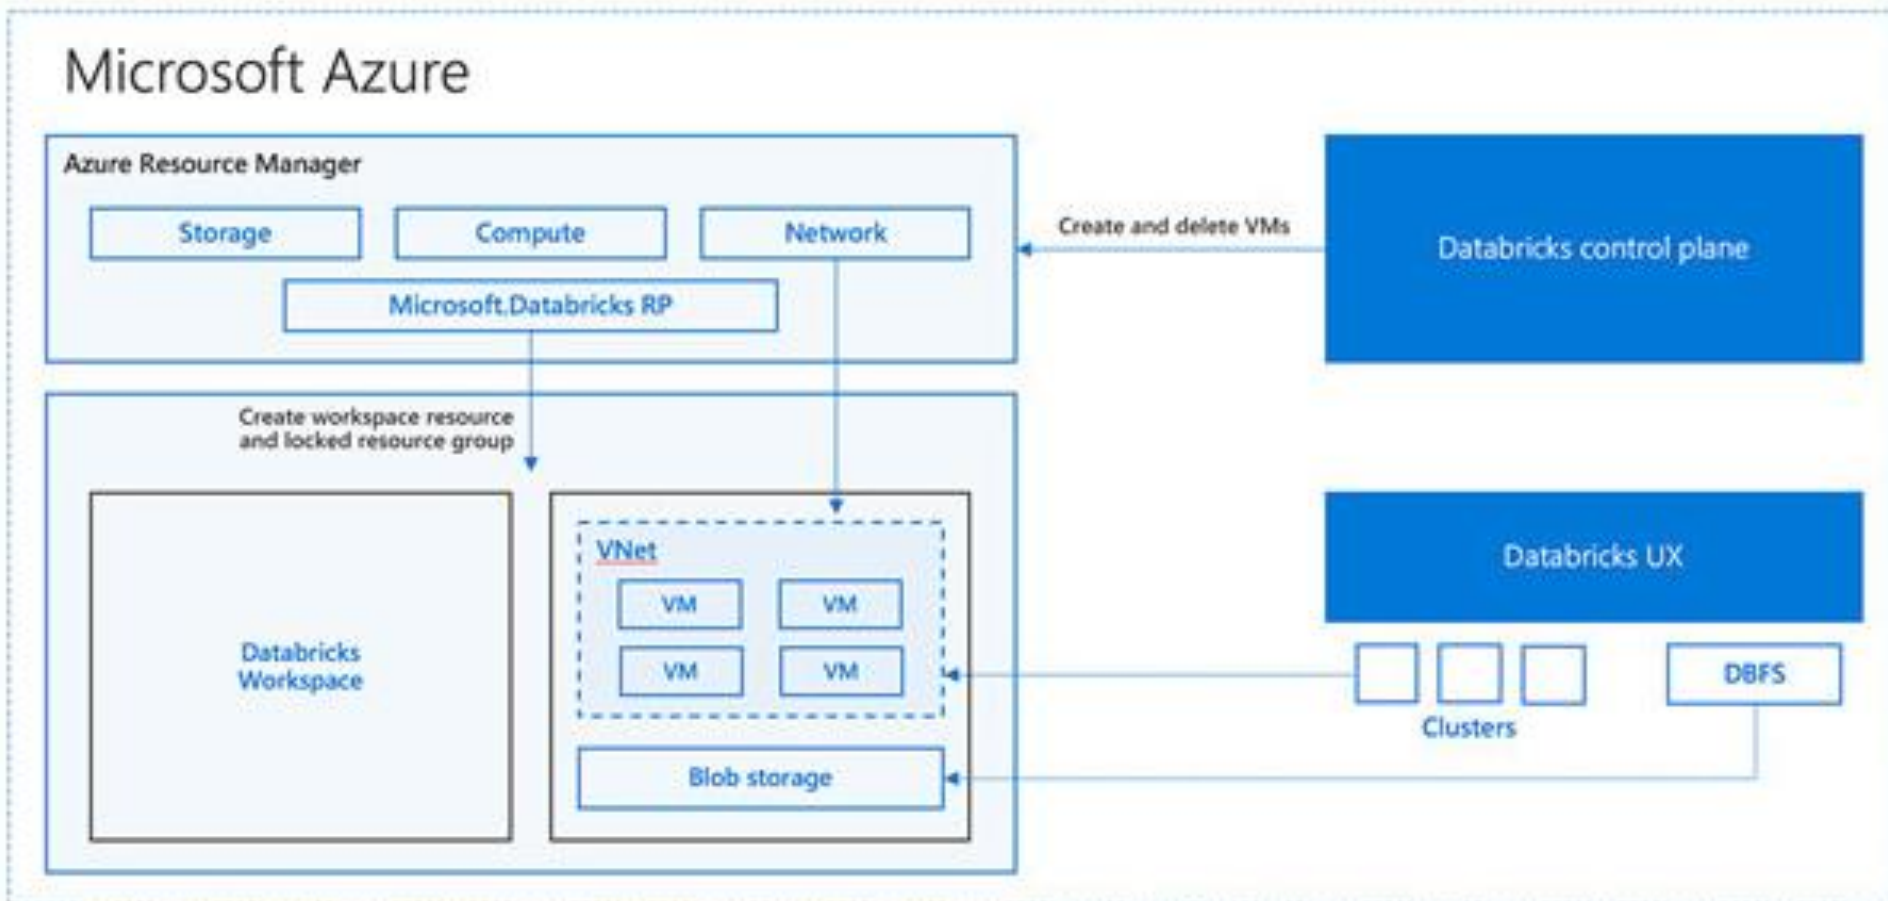 Microsoft Azure
Azure Resource Manager
Storage
Compute
Network
Microsoft.Databricks RP
Create and delete VMs
Databricks control plane
Create workspace resource
and locked resource group
Databricks
Workspace
VNet
VM
VM
VM
VM
Blob storage
Databricks UX
Clusters
DBFS